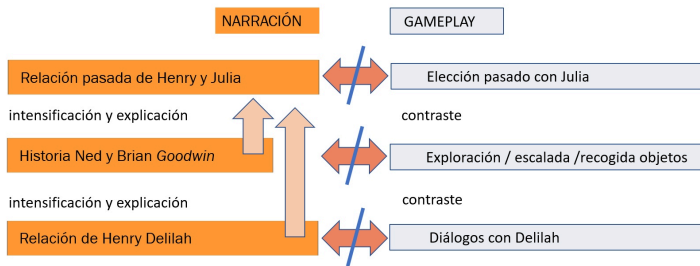 NARRACIÓN
GAMEPLAY
Relación pasada de Henry y Julia
Elección pasado con Julia
intensificación y explicación
contraste
Historia Ned y Brian Goodwin
Exploración / escalada /recogida objetos
intensificación y explicación
contraste
Relación de Henry Delilah
Diálogos con Delilah